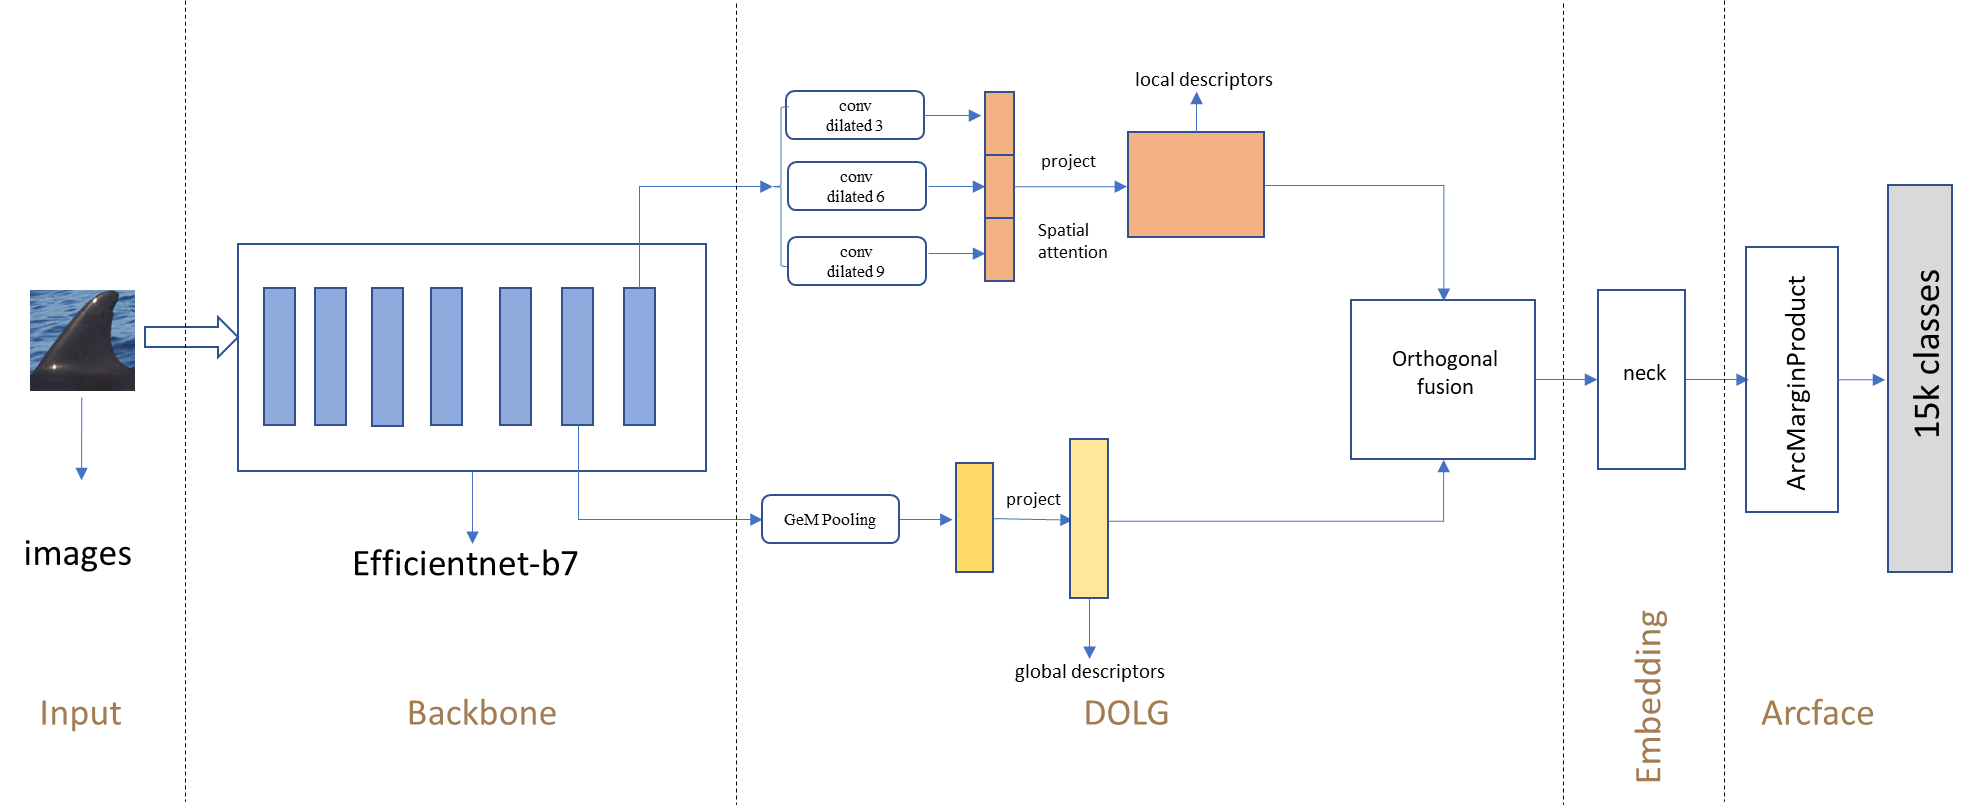 local descriptors
conv
dilated 3
project
conv
dilated 6
Spatial
attention
conv
dilated 9
Orthogonal
fusion
neck
ArcMarginProduct
15k classes
project
GeM Pooling
images
Efficientnet-b7
global descriptors
Input
Backbone
DOLG
Embedding
Arcface